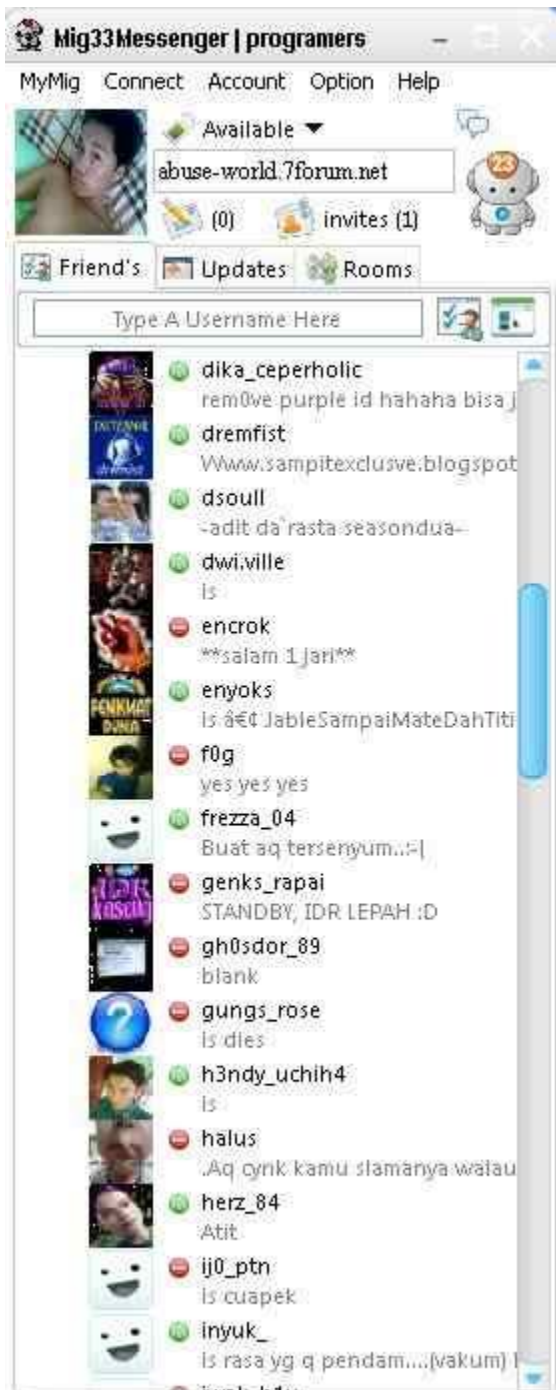 Mig33Messenger | programers
MyMig Connect Account Option Help
Available
abuse-world.7forum.net
23
(0) invites (1)
Friend's Updates Rooms
Type A Username Here
dika_ceperholic
rem0ve purple id hahaha bisa j
dremfist
Www.sampitexclusve.blogspot
dsoull
-adit da`rasta seasondua-
dwi.ville
is
encrok
**salam 1 jari**
enyoks
is â€¢ JableSampaiMateDahTiti
f0g
yes yes yes
frezza_04
Buat aq tersenyum..:-|
genks_rapai
STANDBY, IDR LEPAH :D
gh0sdor_89
blank
gungs_rose
is dies
h3ndy_uchih4
is
halus
.Aq cynk kamu slamanya walau
herz_84
Atit
ij0_ptn
is cuapek
inyuk_
is rasa yg q pendam....(vakum)